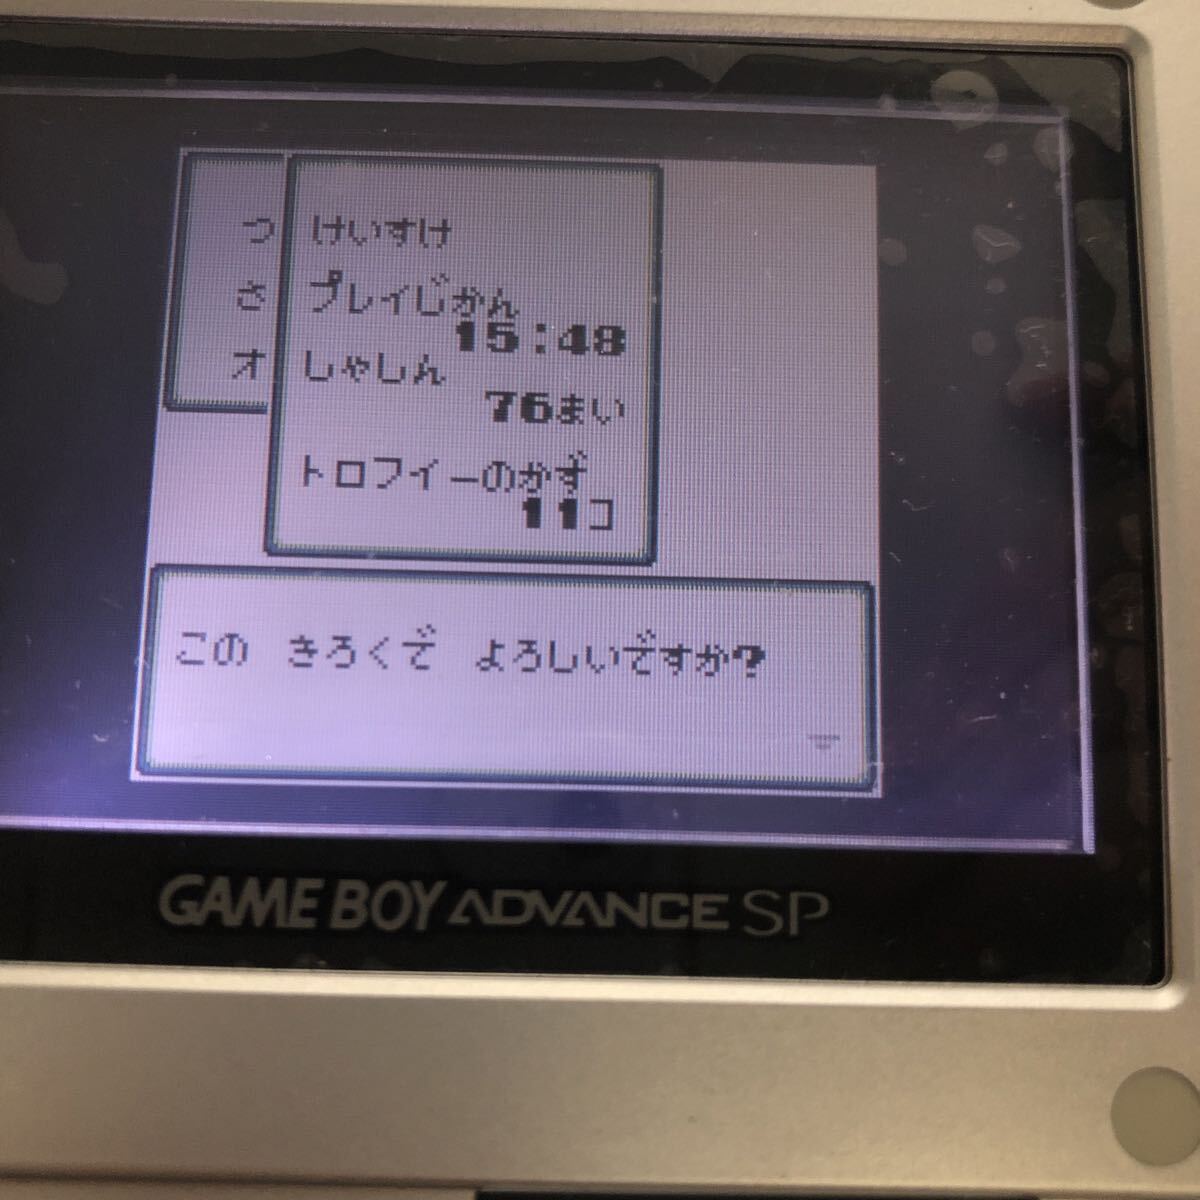 つ
さ
オ
けいすけ
プレイじかん
15:48
しゃしん
76まい
トロフィーのかず
11コ
この きろくで よろしいですか?
GAME BOY ADVANCE SP